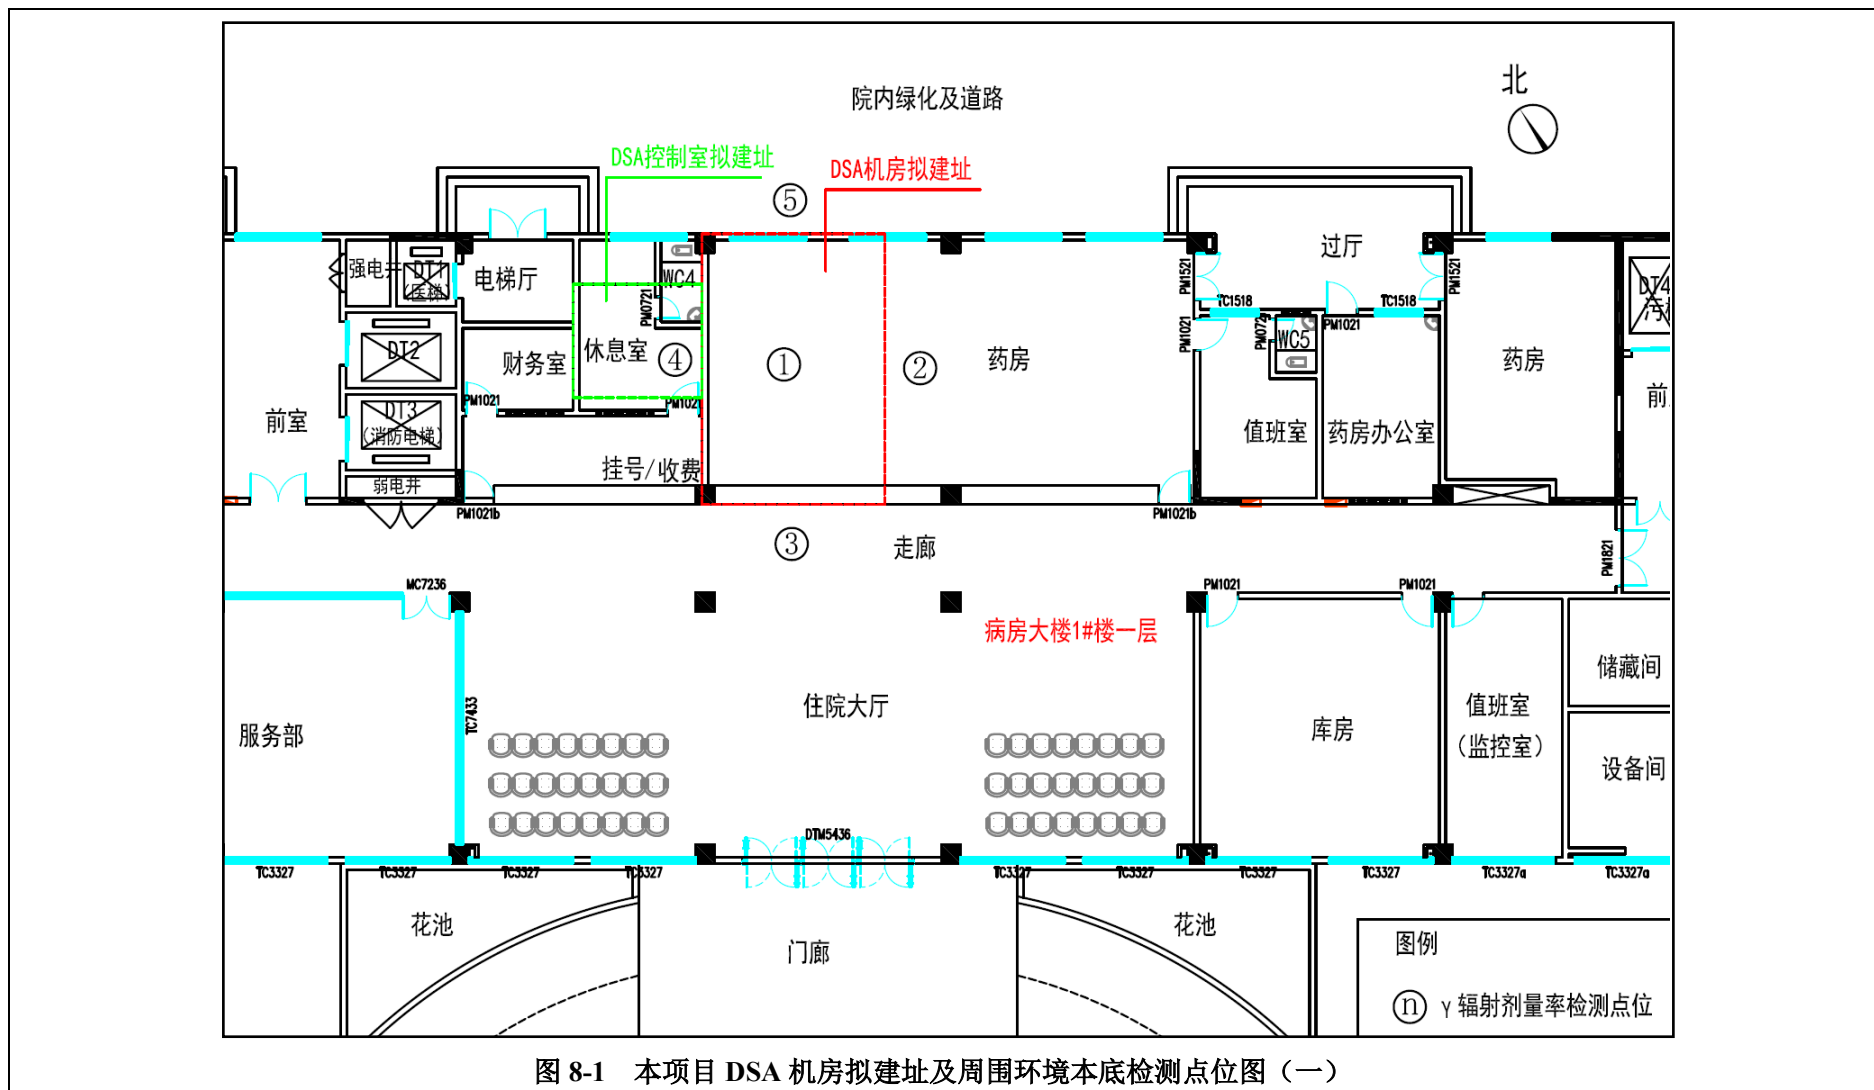 北
院内绿化及道路
DSA控制室拟建址
DSA机房拟建址
⑤
过厅
强电井
DT1
(医梯)
电梯厅
WC4
PM0721
PM1521
TC1518
TC1518
PM1521
DT4
DT2
财务室
休息室
④
①
②
药房
PM1021
WC5
PM1021
药房
前室
DT3
(消防电梯)
PM1021
PM1021
值班室
药房办公室
挂号/收费
弱电井
PM1021b
PM1021b
③
走廊
PM1821
MC7236
PM1021
PM1021
病房大楼1#楼一层
储藏间
TC7433
住院大厅
服务部
库房
值班室
(监控室)
设备间
DTM5436
TC3327
TC3327
TC3327
TC3327
TC3327
TC3327
TC3327
TC3327
TC3327a
TC3327a
花池
门廊
花池
图例
ⓝ γ 辐射剂量率检测点位
图 8-1 本项目 DSA 机房拟建址及周围环境本底检测点位图（一）